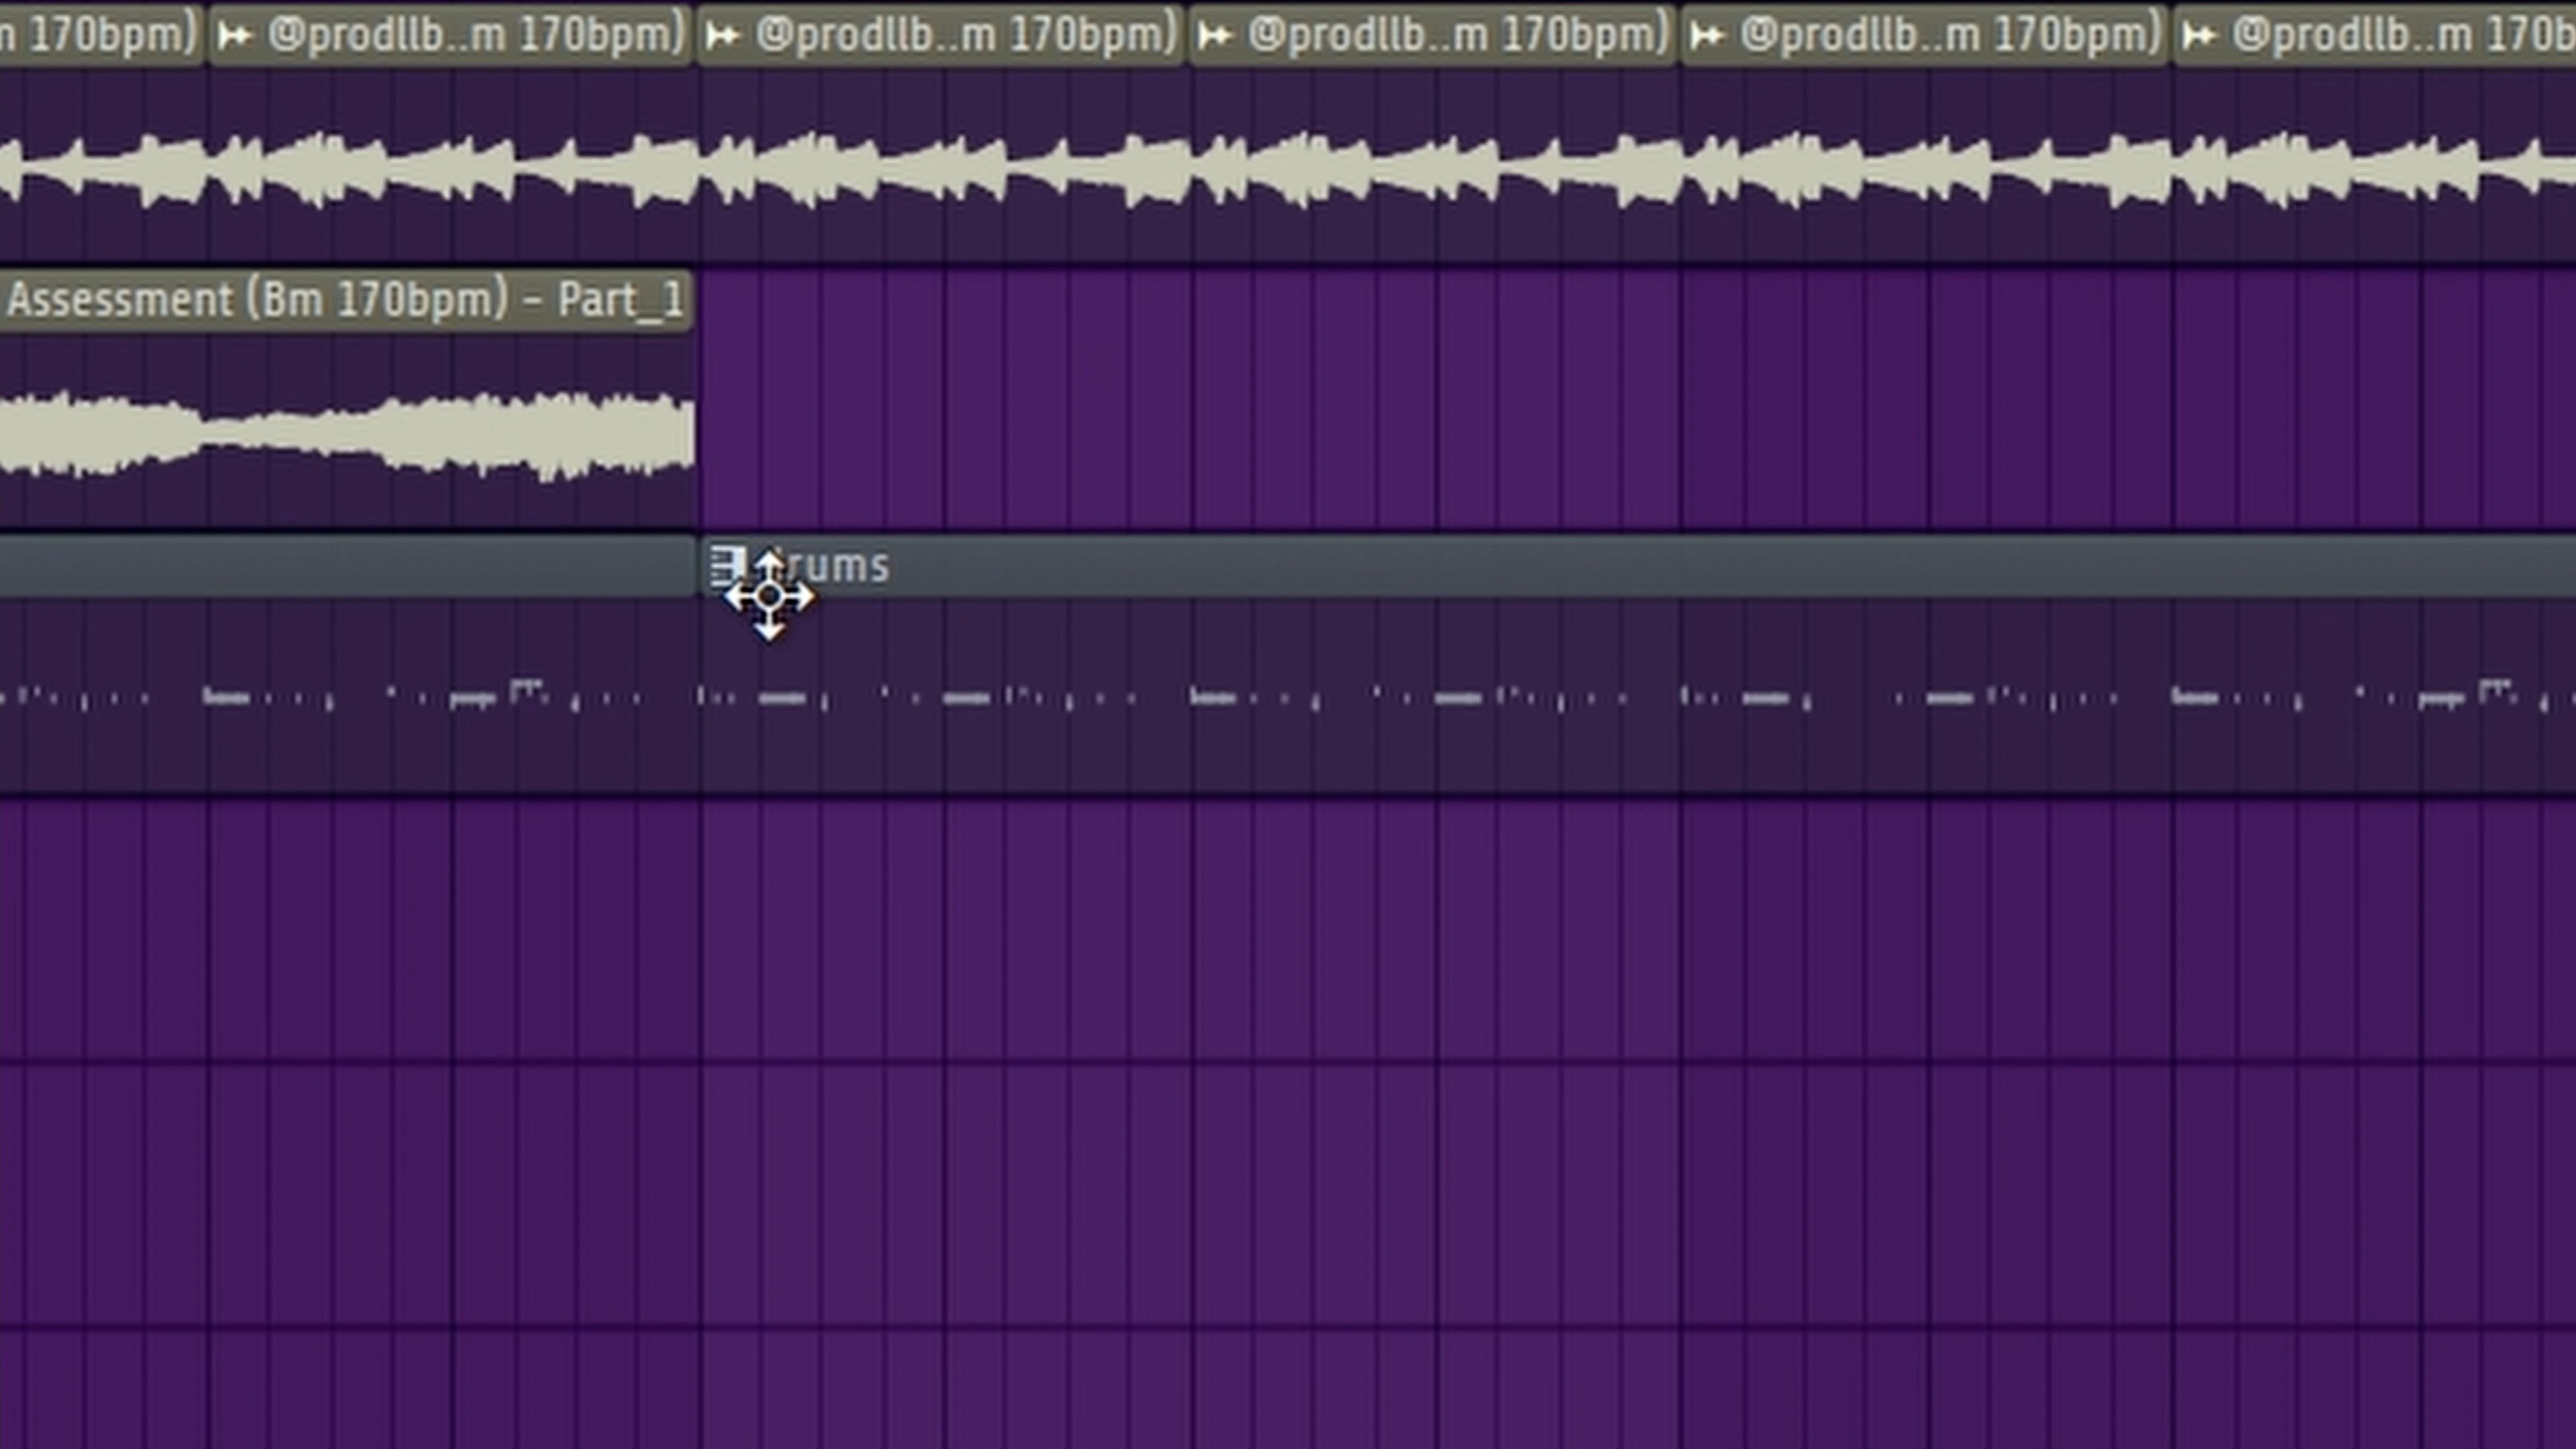 m 170bpm) @prodllb..m 170bpm) @prodllb..m 170bpm) @prodllb..m 170bpm) @prodllb..m 170bpm) @prodllb..m 170b
Assessment (Bm 170bpm) – Part_1
rums